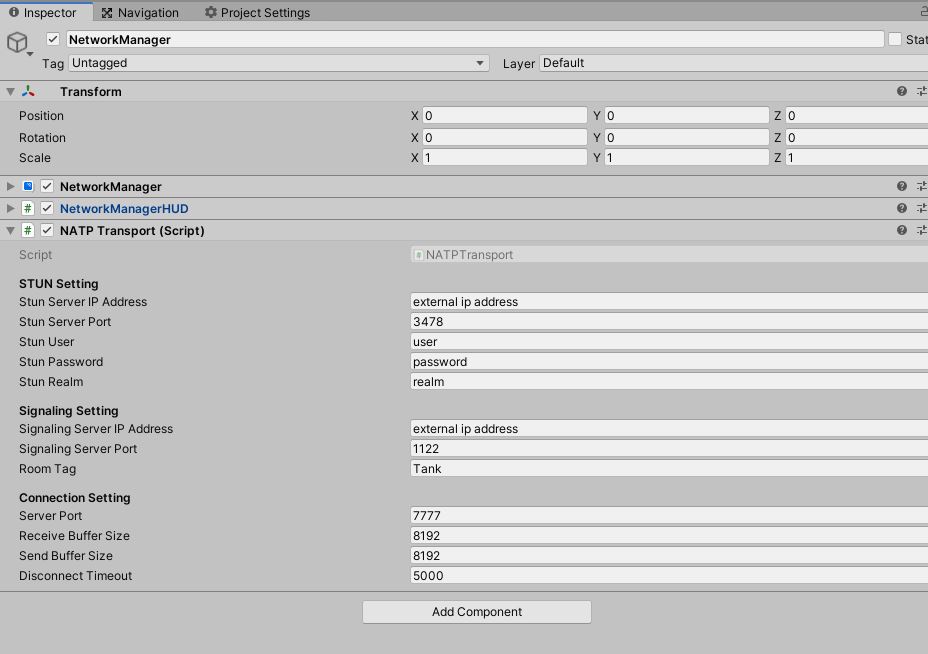 Inspector Navigation Project Settings
NetworkManager Stat
Tag Untagged Layer Default
Transform
Position X 0 Y 0 Z 0
Rotation X 0 Y 0 Z 0
Scale X 1 Y 1 Z 1
NetworkManager
# NetworkManagerHUD
# NATP Transport (Script)
Script # NATPTransport
STUN Setting
Stun Server IP Address external ip address
Stun Server Port 3478
Stun User user
Stun Password password
Stun Realm realm
Signaling Setting
Signaling Server IP Address external ip address
Signaling Server Port 1122
Room Tag Tank
Connection Setting
Server Port 7777
Receive Buffer Size 8192
Send Buffer Size 8192
Disconnect Timeout 5000
Add Component